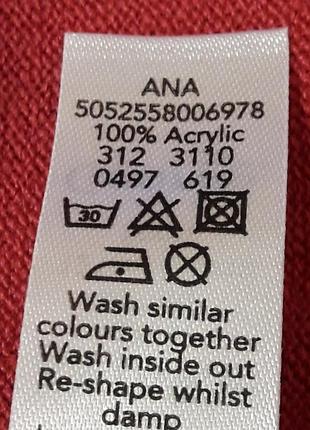 ANA
5052558006978
100% Acrylic
312 3110
0497 619
30
Wash similar
colours together
Wash inside out
Re-shape whilst
damp